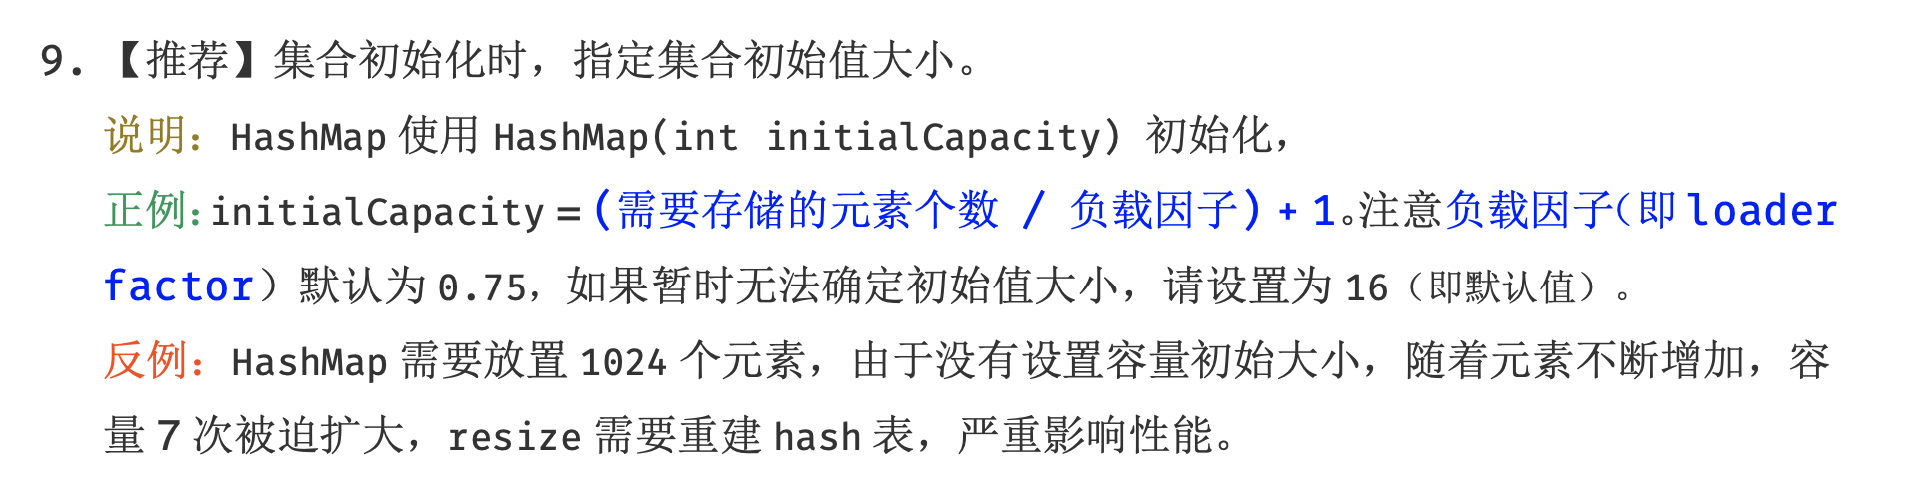 9. 【推荐】集合初始化时，指定集合初始值大小。
说明：HashMap 使用 HashMap(int initialCapacity) 初始化，
正例：initialCapacity = (需要存储的元素个数 / 负载因子) + 1。注意负载因子（即 loader
factor）默认为 0.75，如果暂时无法确定初始值大小，请设置为 16（即默认值）。
反例：HashMap 需要放置 1024 个元素，由于没有设置容量初始大小，随着元素不断增加，容
量 7 次被迫扩大，resize 需要重建 hash 表，严重影响性能。